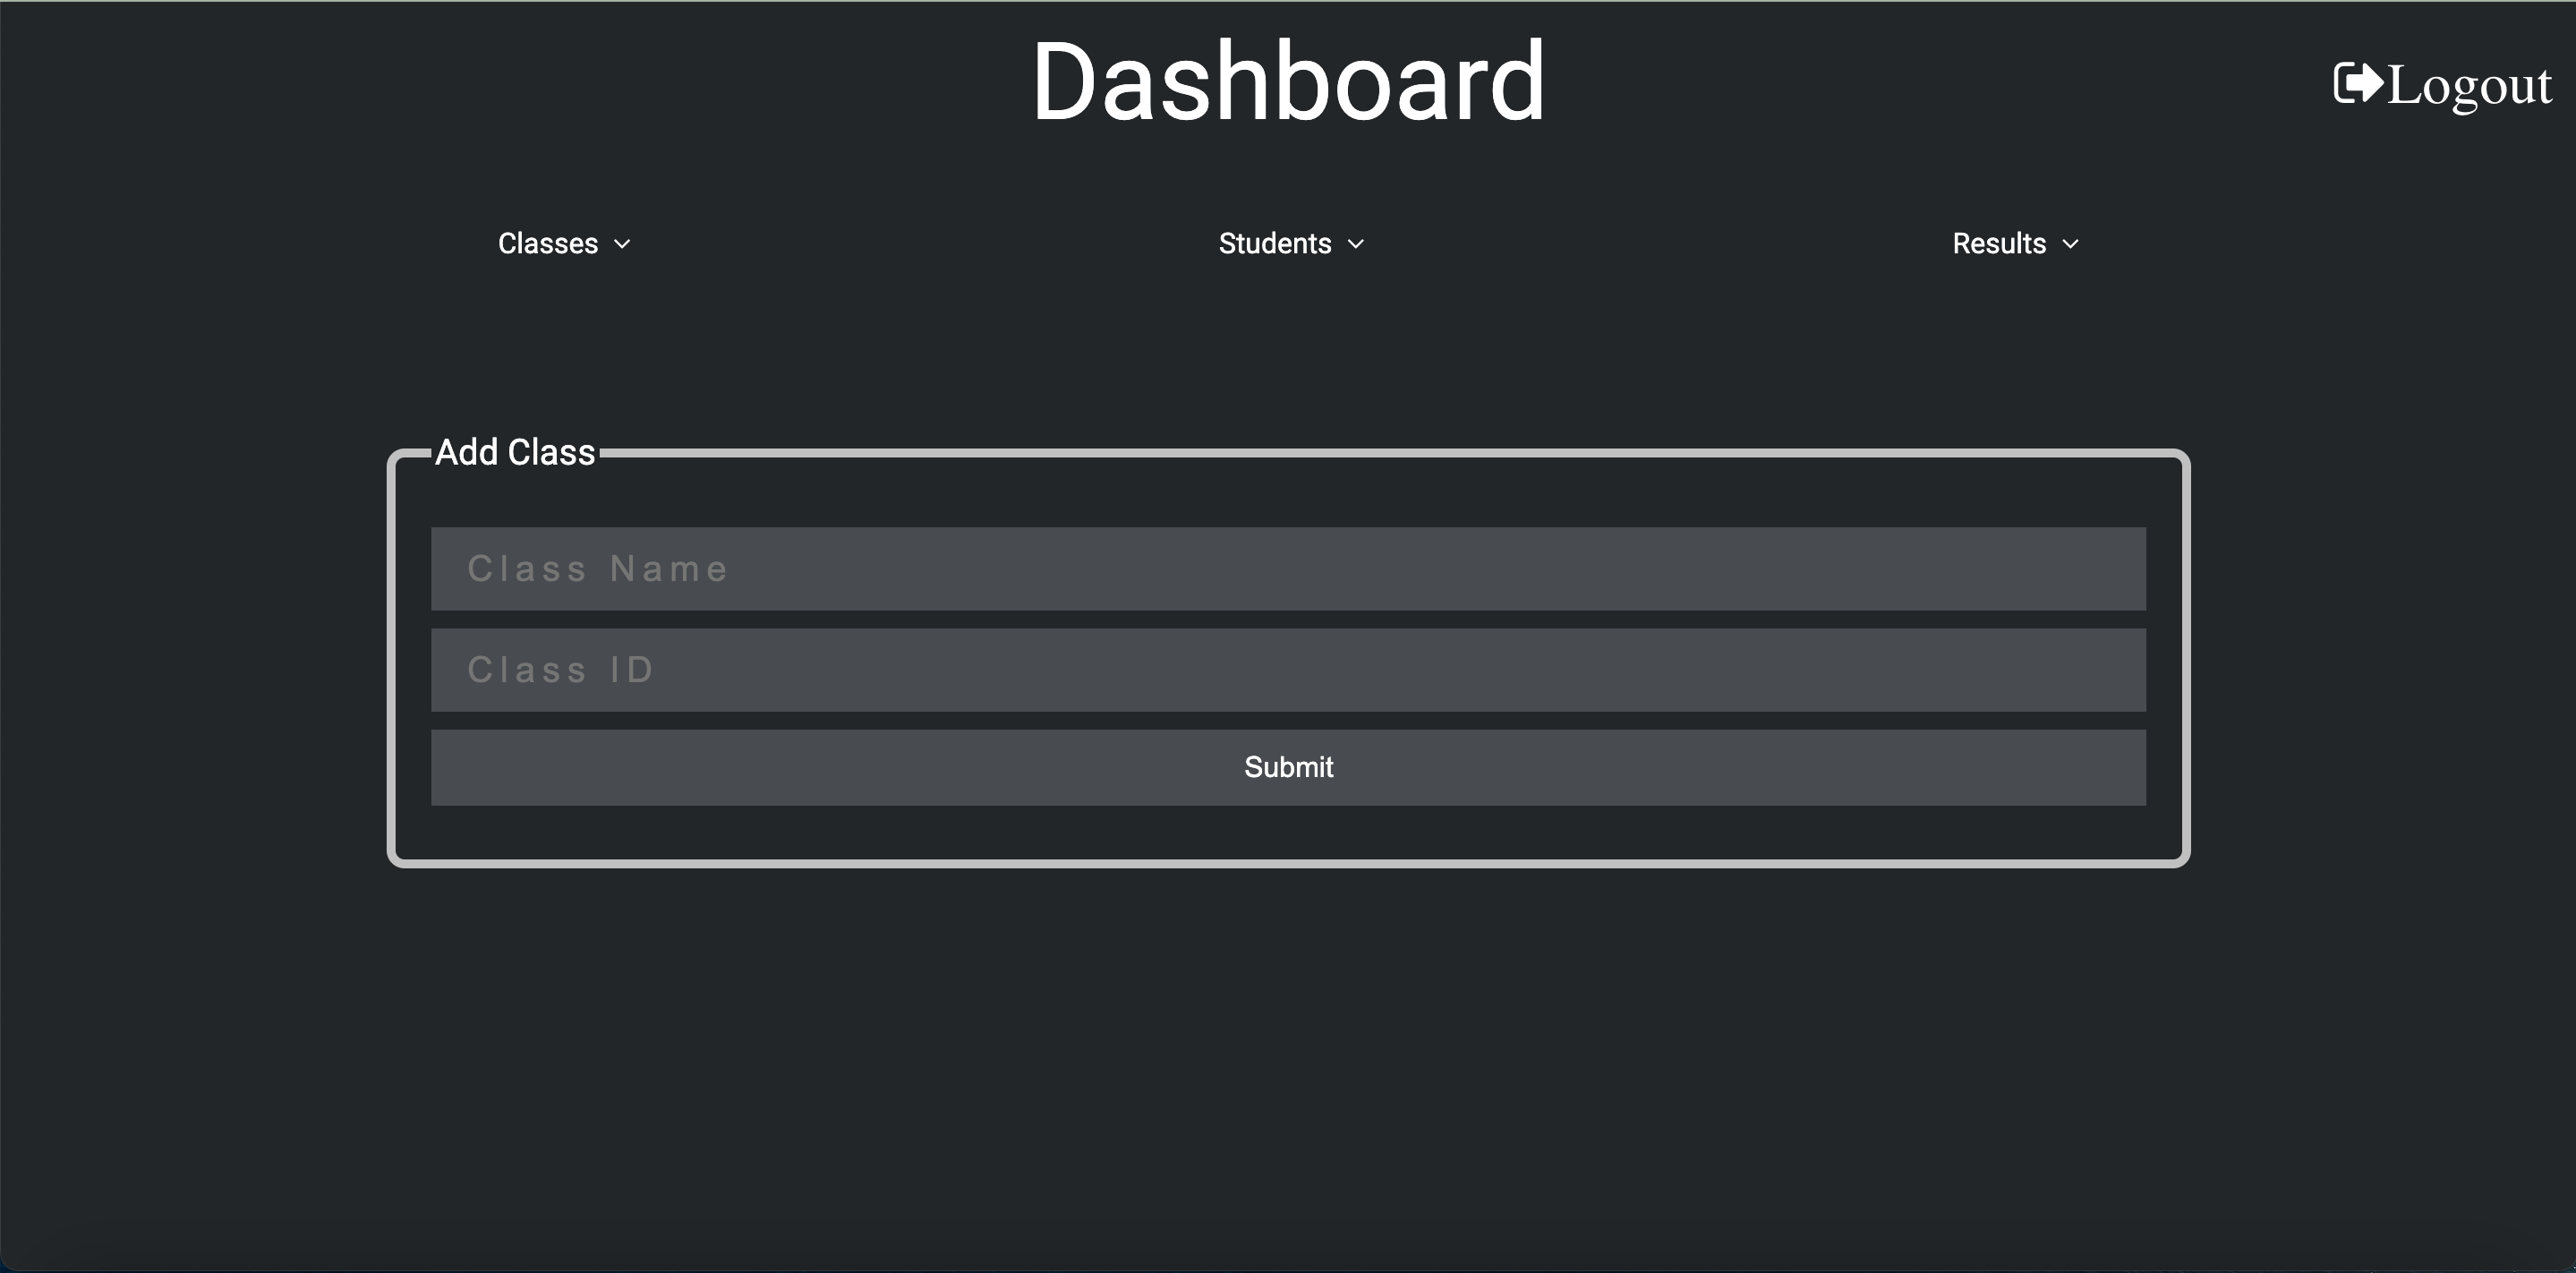 Dashboard
Logout
Classes
Students
Results
Add Class
Class Name
Class ID
Submit